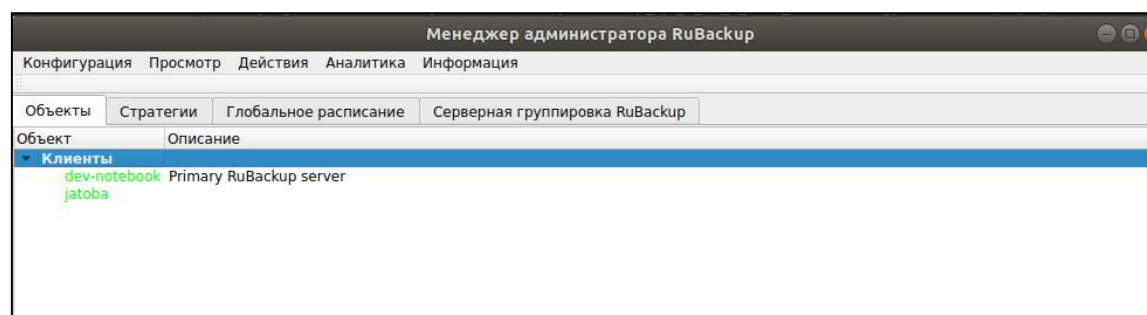 Менеджер администратора RuBackup
Конфигурация Просмотр Действия Аналитика Информация
Объекты Стратегии Глобальное расписание Серверная группировка RuBackup
Объект Описание
Клиенты
dev-notebook Primary RuBackup server
jatoba